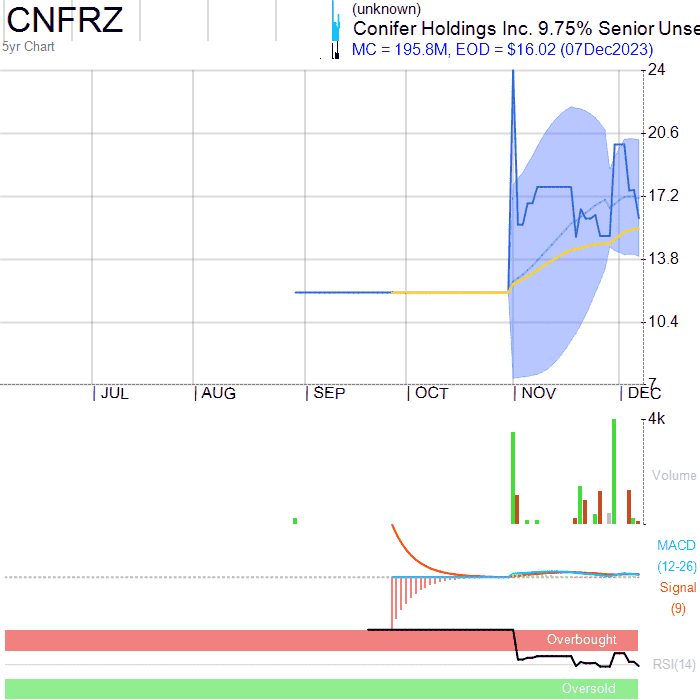 CNFRZ
(unknown)
Conifer Holdings Inc. 9.75% Senior Unse
5yr Chart
MC = 195.8M, EOD = $16.02 (07Dec2023)
24
20.6
17.2
13.8
10.4
7
JUL AUG SEP OCT NOV DEC
4k
Volume
MACD
(12-26)
Signal
(9)
Overbought
RSI(14)
Oversold